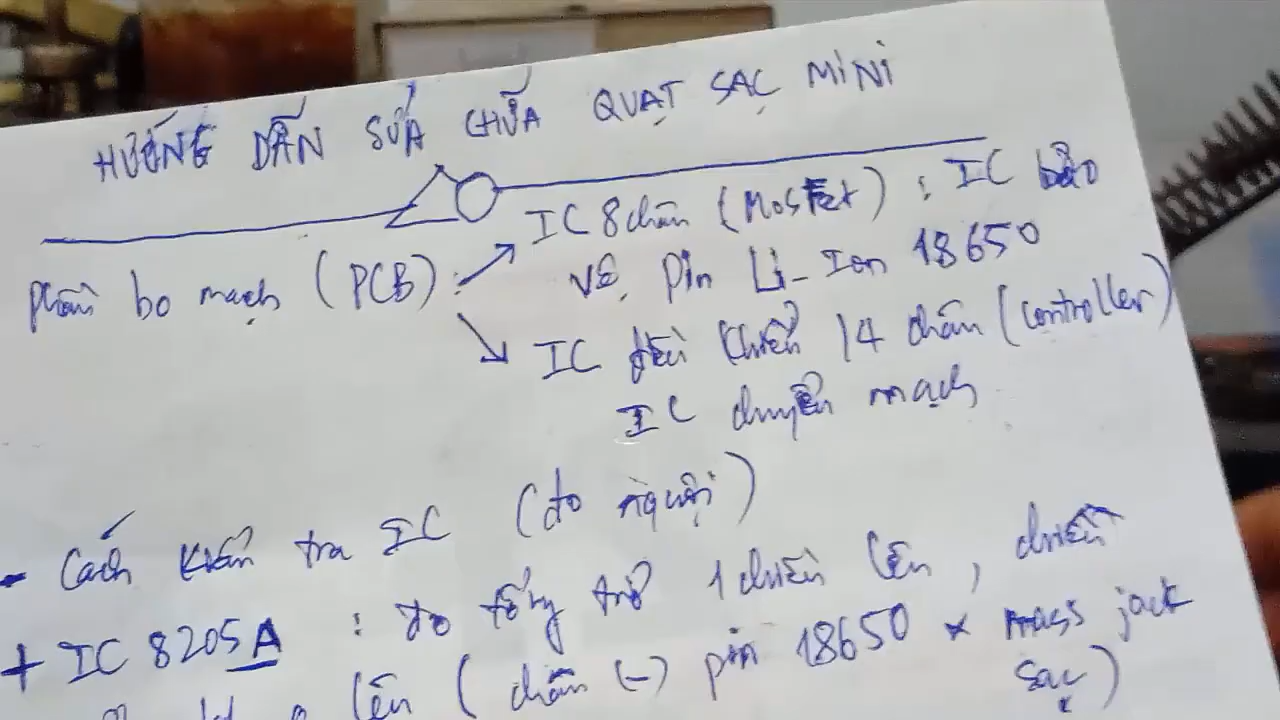 HƯỚNG DẪN SỬA CHỮA QUẠT SẠC MINI
Phần bo mạch (PCB) : IC 8 chân (Mosfet) : IC bảo
vệ pin Li-Ion 18650
IC điều khiển 14 chân (controller)
IC chuyển mạch
- Cách kiểm tra IC (đo nguội)
+ IC 8205A : đo tổng trở 1 chiều lên, chiều
lên (chân (-) pin 18650 x mass jack
sạc)